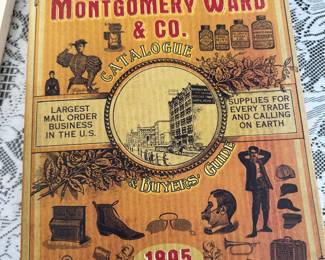 MONTGOMERY WARD
& CO.
CATALOGUE
LARGEST
MAIL ORDER
BUSINESS
IN THE U.S.
SUPPLIES FOR
EVERY TRADE
AND CALLING
ON EARTH
& BUYERS' GUIDE
1895